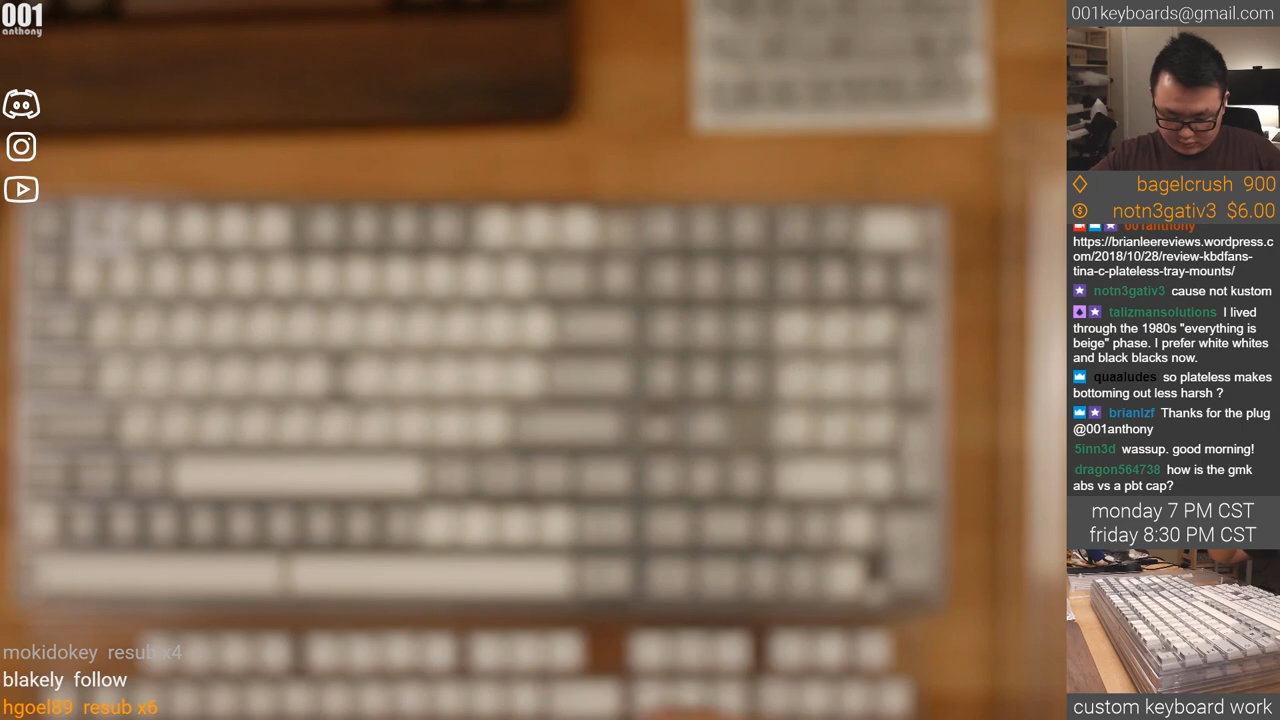 001
anthony
001keyboards@gmail.com
bagelcrush 900
notn3gativ3 $6.00
001anthony
https://brianleereviews.wordpress.c
om/2018/10/28/review-kbdfans-
tina-c-plateless-tray-mounts/
notn3gativ3 cause not kustom
talizmansolutions I lived
through the 1980s "everything is
beige" phase. I prefer white whites
and black blacks now.
quaaludes so plateless makes
bottoming out less harsh ?
brianlzf Thanks for the plug
@001anthony
5inn3d wassup. good morning!
dragon564738 how is the gmk
abs vs a pbt cap?
monday 7 PM CST
friday 8:30 PM CST
mokidokey resub x4
blakely follow
hgoel89 resub x6
custom keyboard work